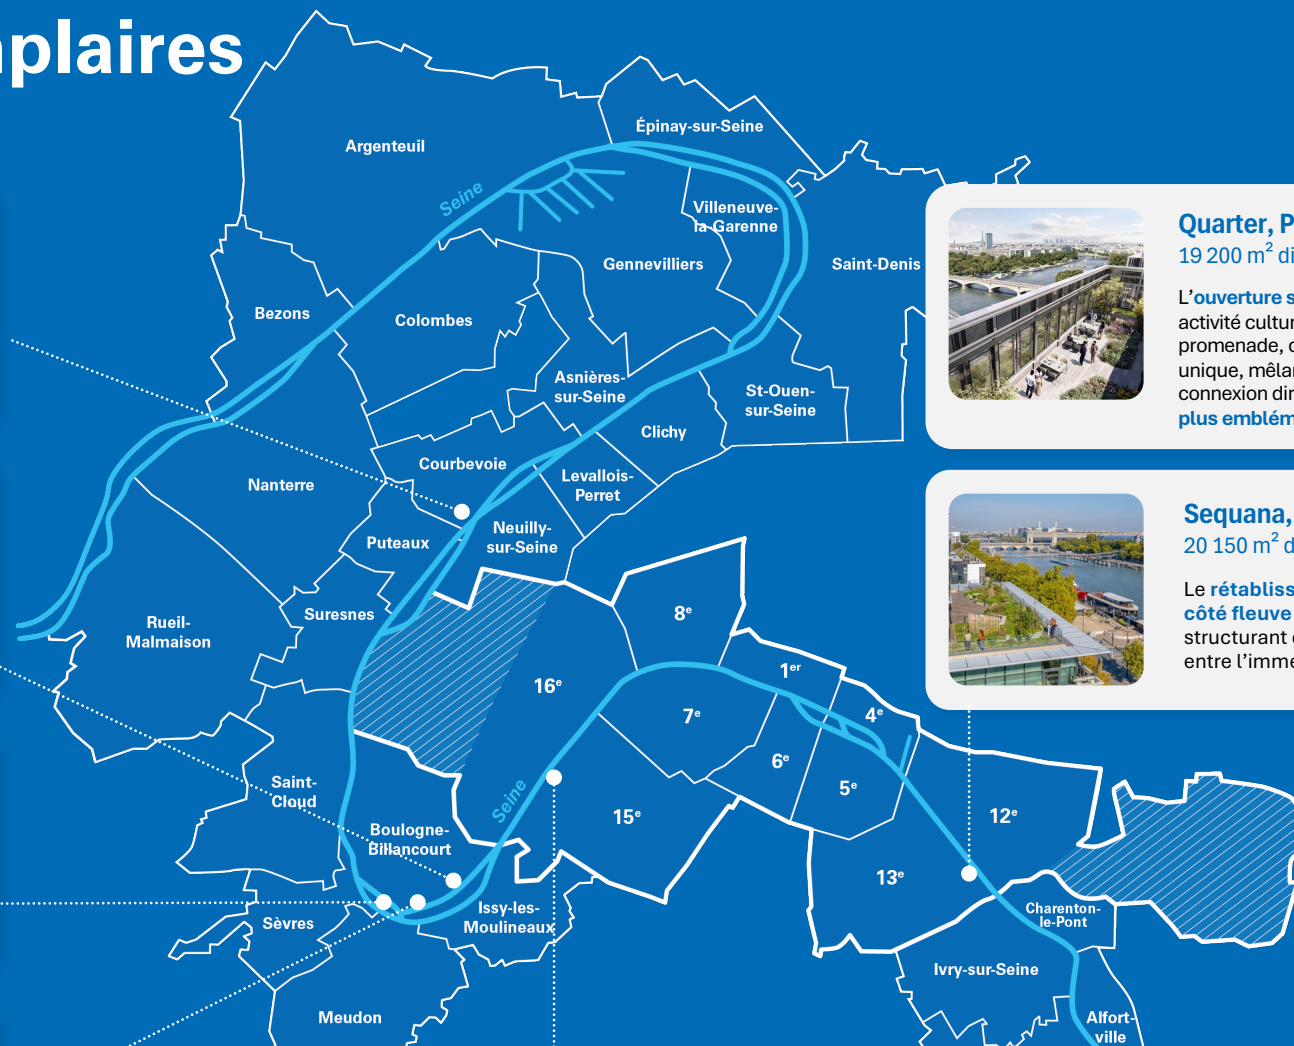 plaires
Argenteuil
Épinay-sur-Seine
Seine
Villeneuve-
la-Garenne
Gennevilliers
Saint-Denis
Bezons
Colombes
Asnières-
sur-Seine
St-Ouen-
sur-Seine
Clichy
Courbevoie
Levallois-
Perret
Nanterre
Neuilly-
sur-Seine
Puteaux
Suresnes
Rueil-
Malmaison
8e
1er
16e
7e
4e
6e
5e
Saint-
Cloud
Seine
15e
12e
Boulogne-
Billancourt
13e
Issy-les-
Moulineaux
Sèvres
Charenton-
le-Pont
Ivry-sur-Seine
Meudon
Alfort-
ville
Quarter, P
19 200 m² di
L’ouverture s
activité cultur
promenade, c
unique, mêlan
connexion dir
plus emblém
Sequana,
20 150 m² d
Le rétabliss
côté fleuve
structurant
entre l’imme